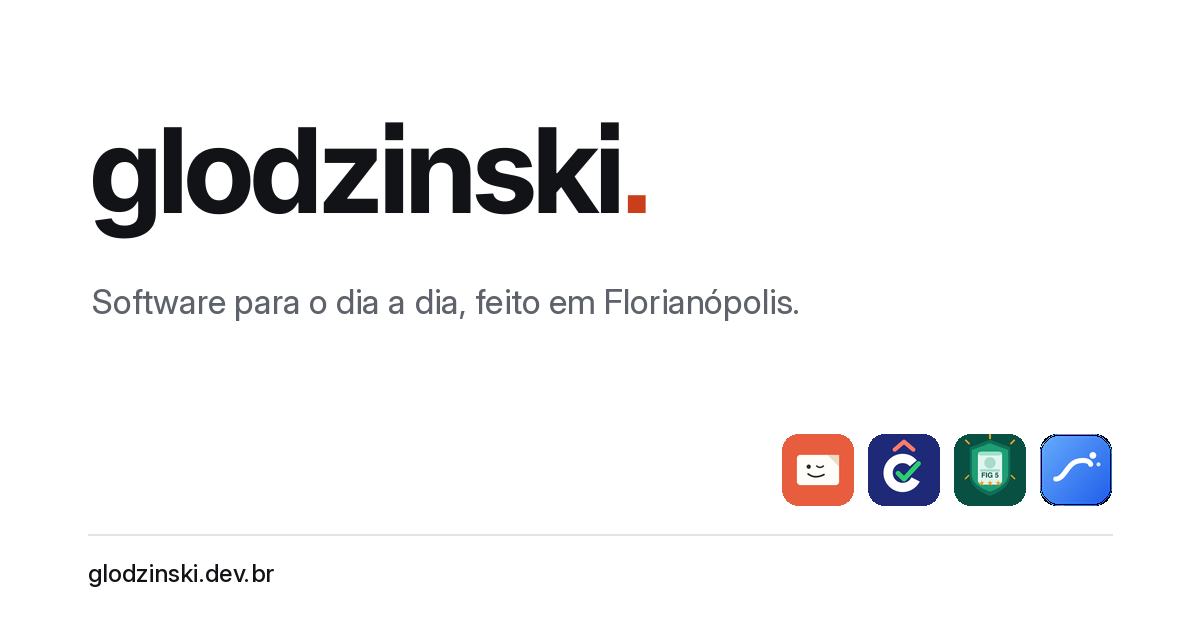 glodzinski.
Software para o dia a dia, feito em Florianópolis.
FIG 5
glodzinski.dev.br